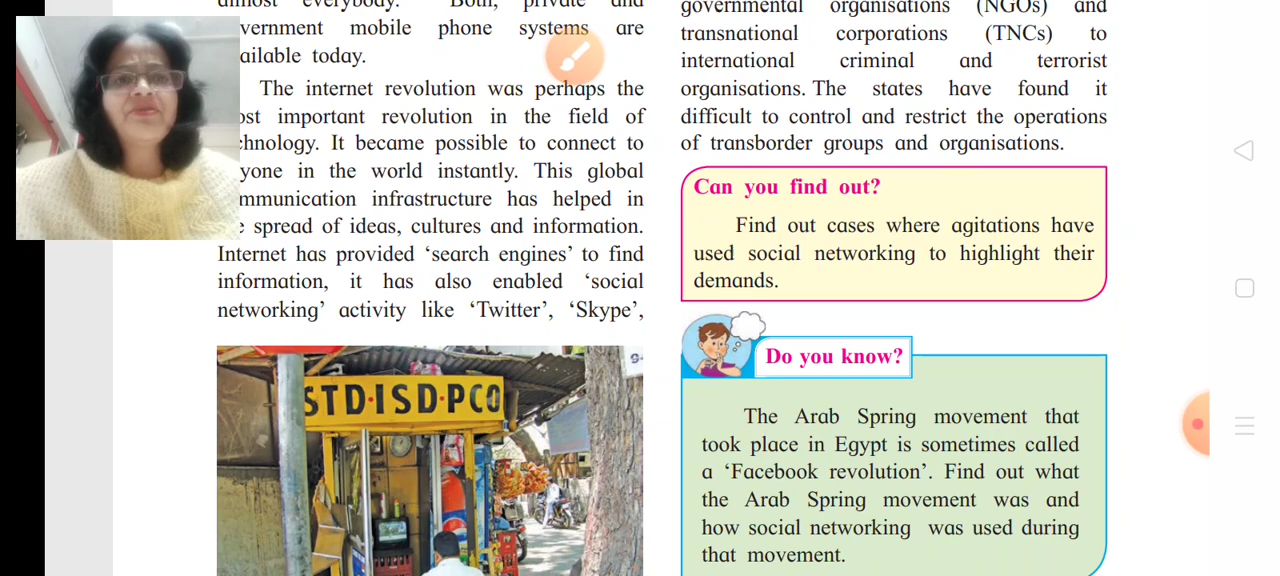 almost everybody. Both, private and
vernment mobile phone systems are
ailable today.
The internet revolution was perhaps the
ost important revolution in the field of
chnology. It became possible to connect to
yone in the world instantly. This global
mmunication infrastructure has helped in
e spread of ideas, cultures and information.
Internet has provided ‘search engines’ to find
information, it has also enabled ‘social
networking’ activity like ‘Twitter’, ‘Skype’,
STD·ISD·PCO
governmental organisations (NGOs) and
transnational corporations (TNCs) to
international criminal and terrorist
organisations. The states have found it
difficult to control and restrict the operations
of transborder groups and organisations.
Can you find out?
Find out cases where agitations have
used social networking to highlight their
demands.
Do you know?
The Arab Spring movement that
took place in Egypt is sometimes called
a ‘Facebook revolution’. Find out what
the Arab Spring movement was and
how social networking was used during
that movement.